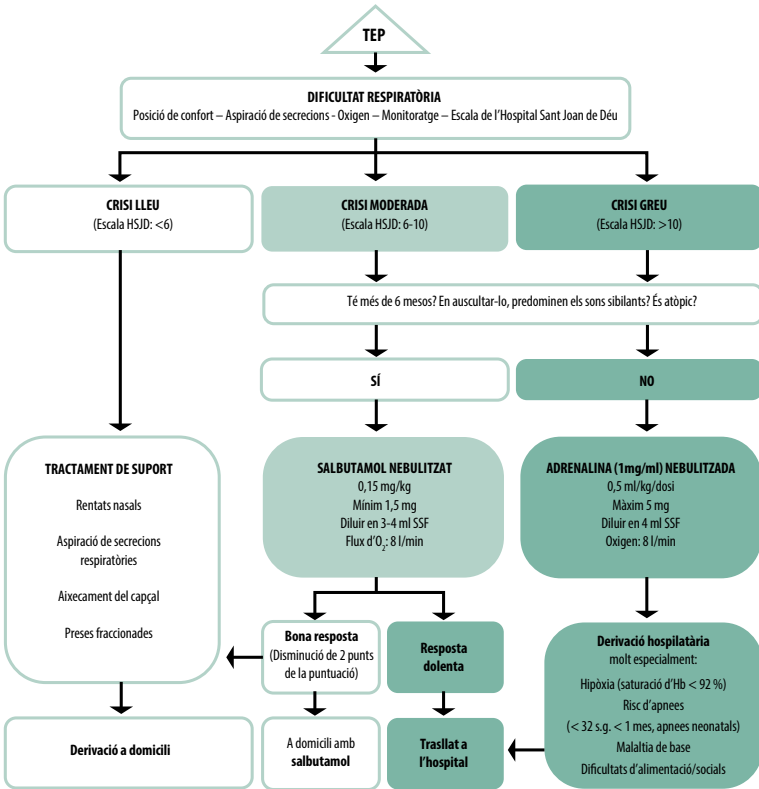 TEP
DIFICULTAT RESPIRATÒRIA
Posició de confort – Aspiració de secrecions - Oxigen – Monitoratge – Escala de l'Hospital Sant Joan de Déu
CRISI LLEU
(Escala HSJD: <6)
CRISI MODERADA
(Escala HSJD: 6-10)
CRISI GREU
(Escala HSJD: >10)
Té més de 6 mesos? En auscultar-lo, predominen els sons sibilants? És atòpic?
SÍ
NO
TRACTAMENT DE SUPORT
Rentats nasals
Aspiració de secrecions
respiratòries
Aixecament del capçal
Preses fraccionades
SALBUTAMOL NEBULITZAT
0,15 mg/kg
Mínim 1,5 mg
Diluir en 3-4 ml SSF
Flux d'O₂: 8 l/min
ADRENALINA (1mg/ml) NEBULITZADA
0,5 ml/kg/dosi
Màxim 5 mg
Diluir en 4 ml SSF
Oxigen: 8 l/min
Bona resposta
(Disminució de 2 punts
de la puntuació)
Resposta
dolenta
Derivació hospilatària
molt especialment:
Hipòxia (saturació d'Hb < 92 %)
Risc d'apnees
(< 32 s.g. < 1 mes, apnees neonatals)
Malaltia de base
Dificultats d'alimentació/socials
Derivació a domicili
A domicili amb
salbutamol
Trasllat a
l'hospital